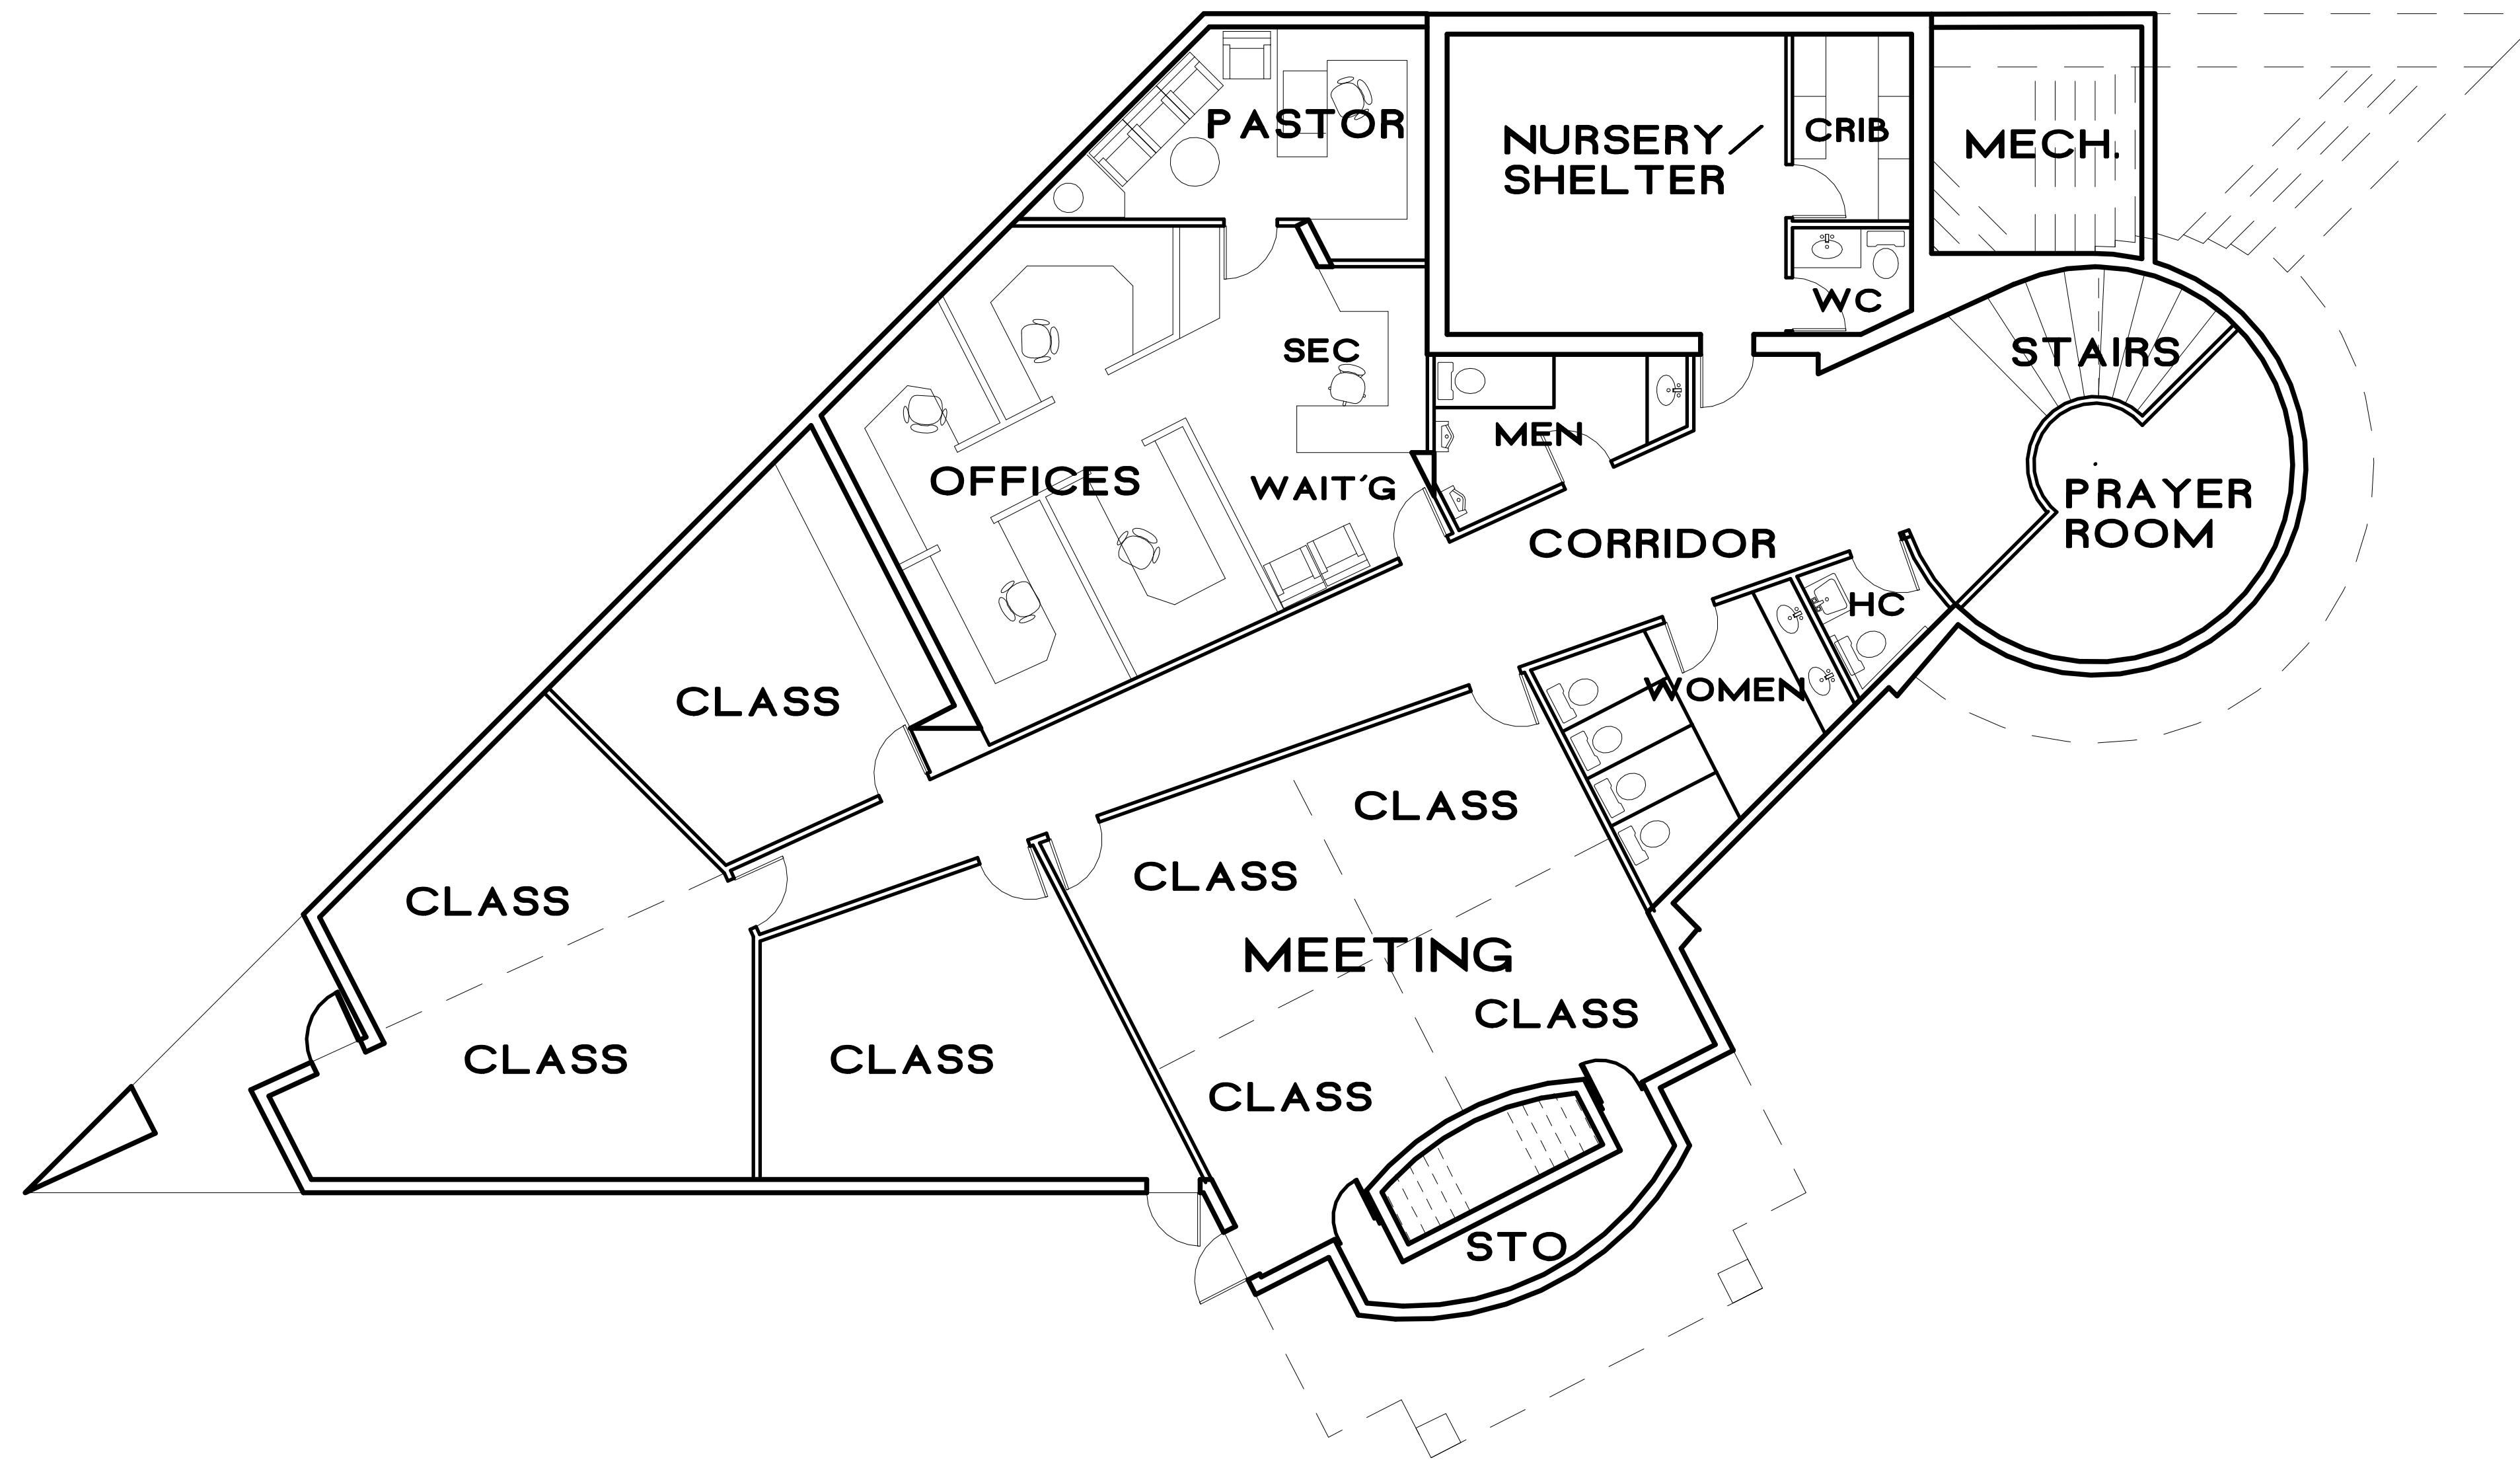 PASTOR
NURSERY/
SHELTER
CRIB
MECH.
WC
SEC
STAIRS
MEN
OFFICES
WAIT'G
PRAYER
ROOM
CORRIDOR
HC
WOMEN
CLASS
CLASS
CLASS
CLASS
MEETING
CLASS
CLASS
CLASS
CLASS
STO